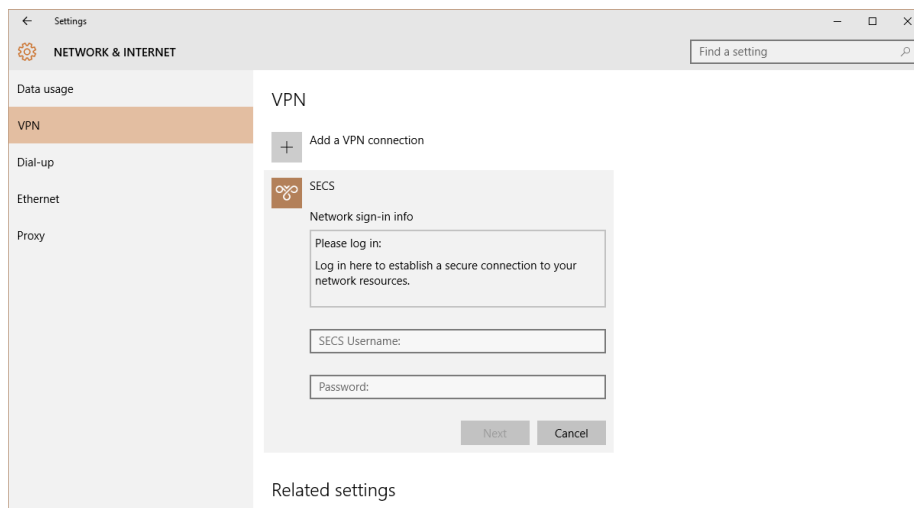 Settings
NETWORK & INTERNET
Find a setting
Data usage
VPN
Dial-up
Ethernet
Proxy
VPN
Add a VPN connection
SECS
Network sign-in info
Please log in:
Log in here to establish a secure connection to your
network resources.
SECS Username:
Password:
Next
Cancel
Related settings